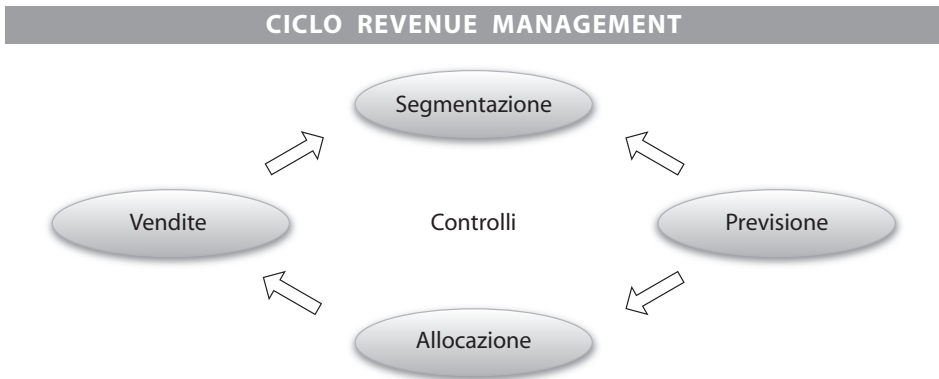 CICLO REVENUE MANAGEMENT
Segmentazione
Vendite
Controlli
Previsione
Allocazione